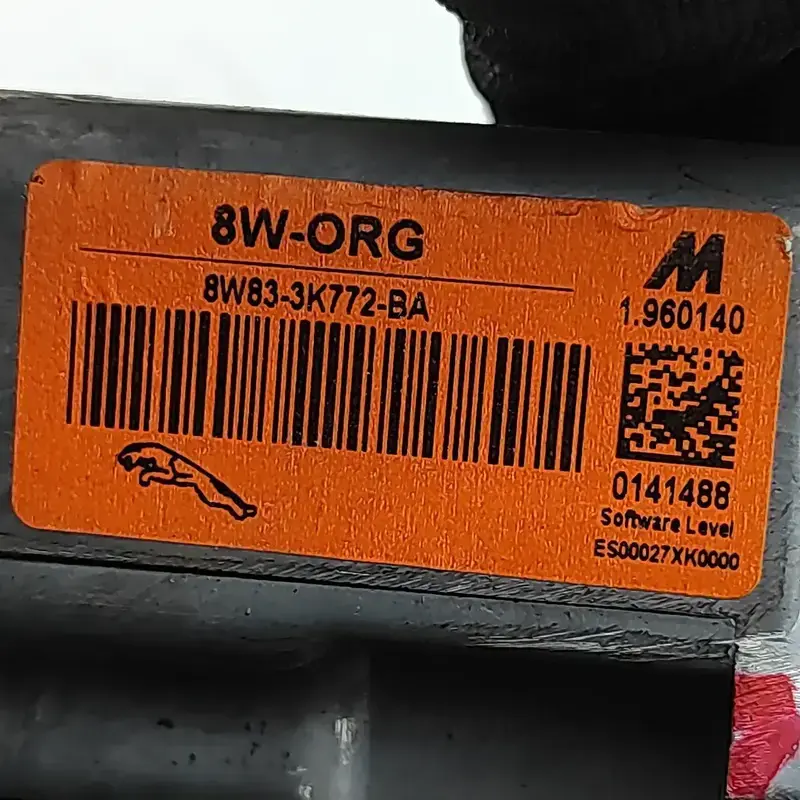 8W-ORG
8W83-3K772-BA
M
1.960140
0141488
Software Level
ES00027XK0000